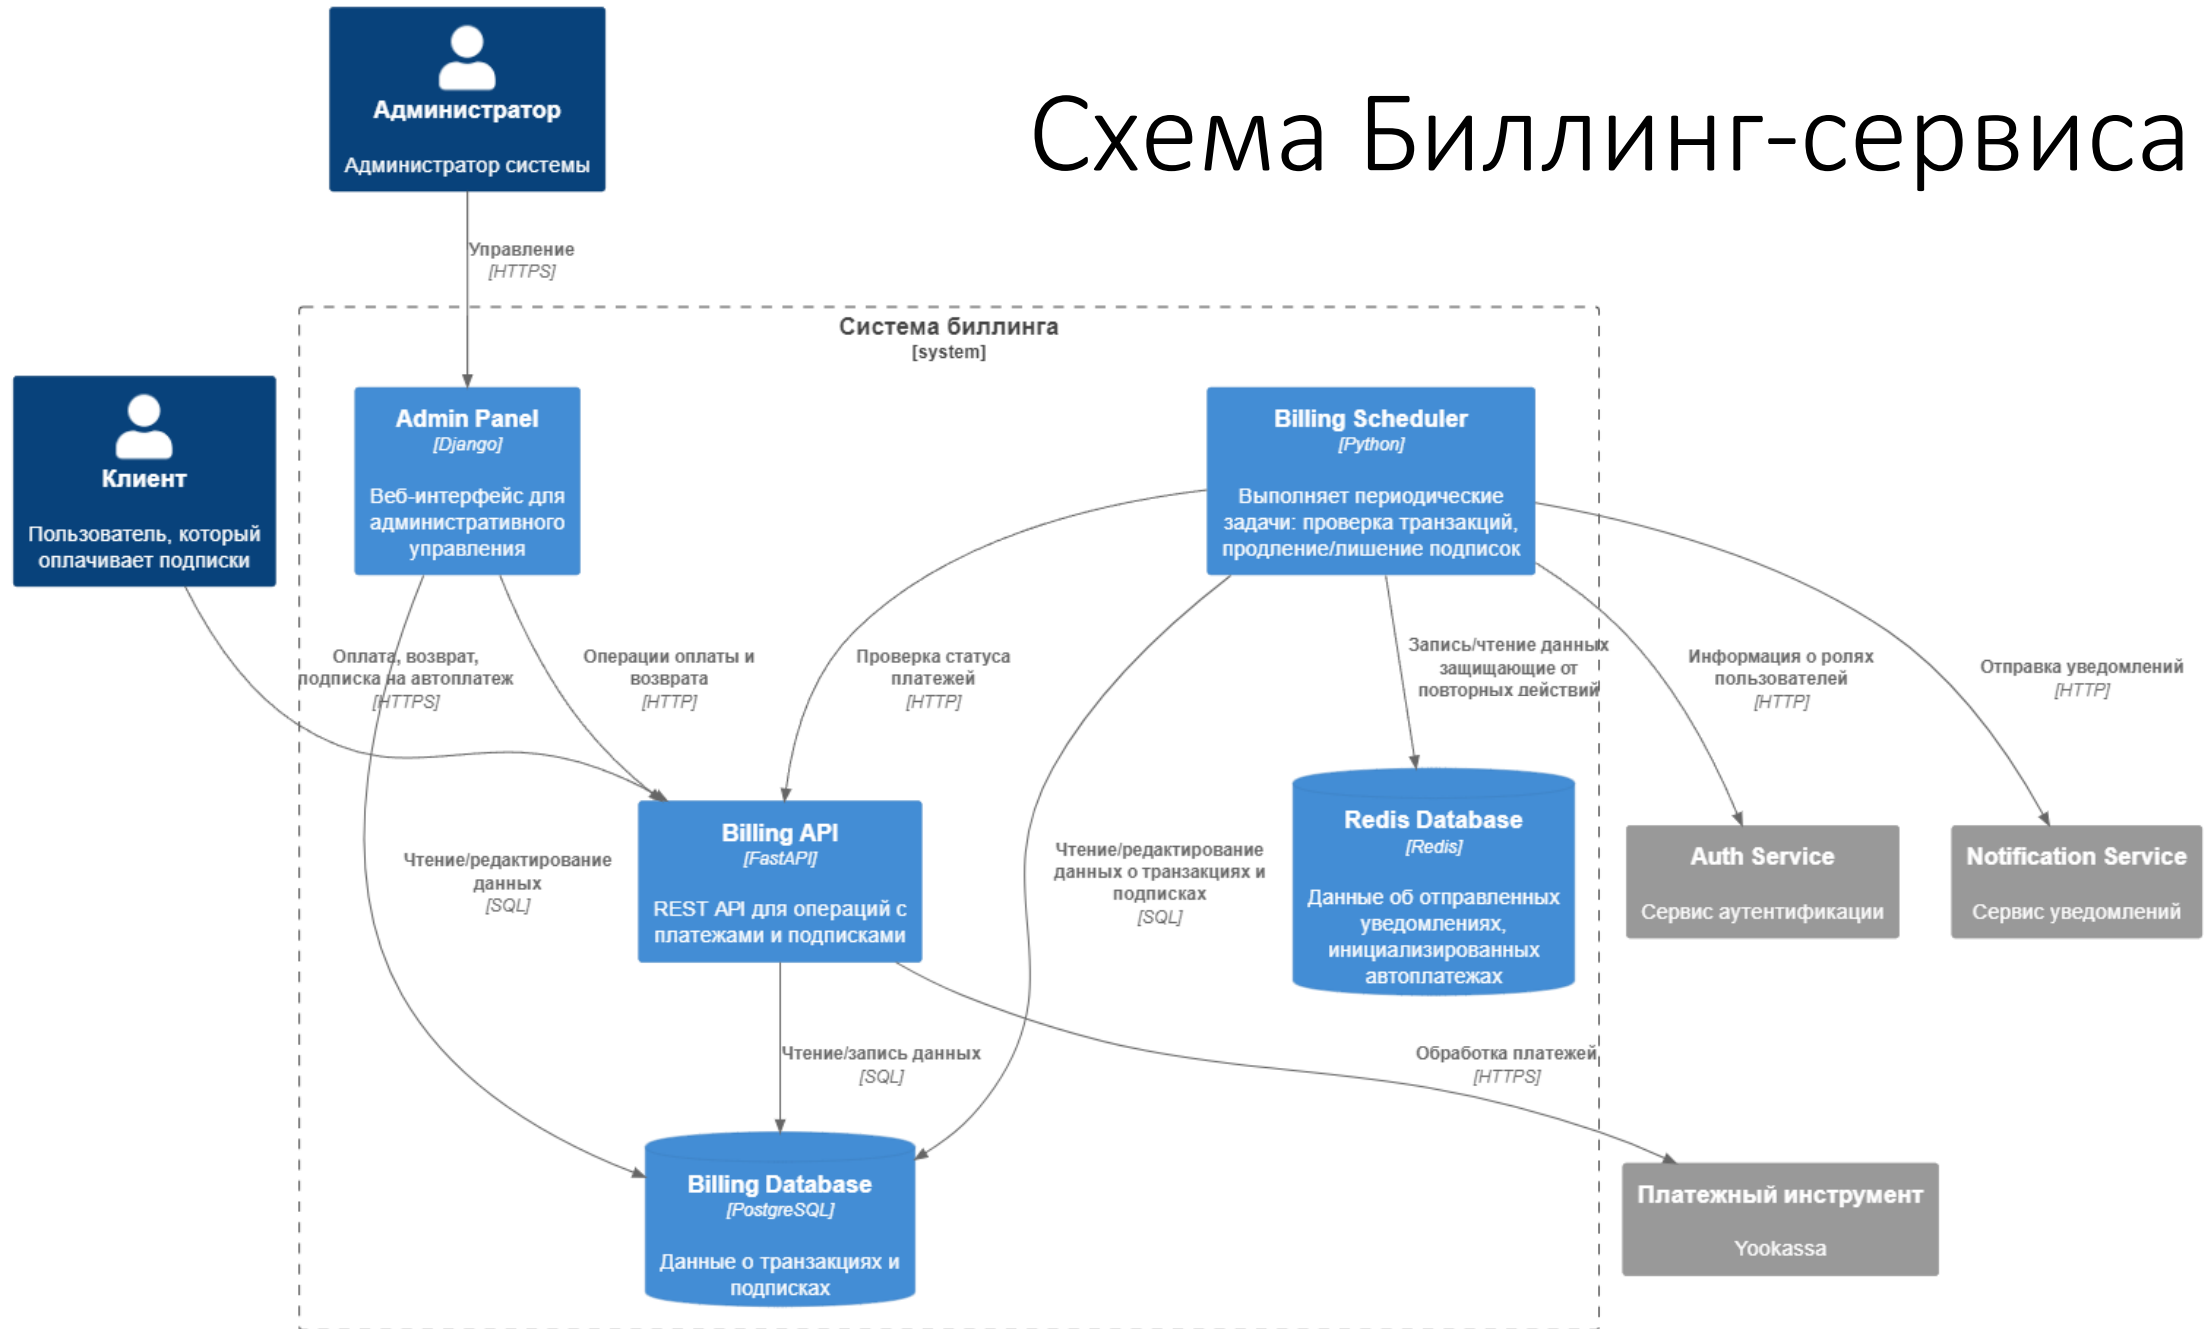 Схема Биллинг-сервиса
Администратор
Администратор системы
Управление
[HTTPS]
Система биллинга
[system]
Клиент
Пользователь, который
оплачивает подписки
Admin Panel
[Django]
Веб-интерфейс для
административного
управления
Billing Scheduler
[Python]
Выполняет периодические
задачи: проверка транзакций,
продление/лишение подписок
Оплата, возврат,
подписка на автоплатеж
[HTTPS]
Операции оплаты и
возврата
[HTTP]
Проверка статуса
платежей
[HTTP]
Запись/чтение данных
защищающие от
повторных действий
Информация о ролях
пользователей
[HTTP]
Отправка уведомлений
[HTTP]
Чтение/редактирование
данных
[SQL]
Billing API
[FastAPI]
REST API для операций с
платежами и подписками
Чтение/редактирование
данных о транзакциях и
подписках
[SQL]
Redis Database
[Redis]
Данные об отправленных
уведомлениях,
инициализированных
автоплатежах
Auth Service
Сервис аутентификации
Notification Service
Сервис уведомлений
Чтение/запись данных
[SQL]
Обработка платежей
[HTTPS]
Billing Database
[PostgreSQL]
Данные о транзакциях и
подписках
Платежный инструмент
Yookassa